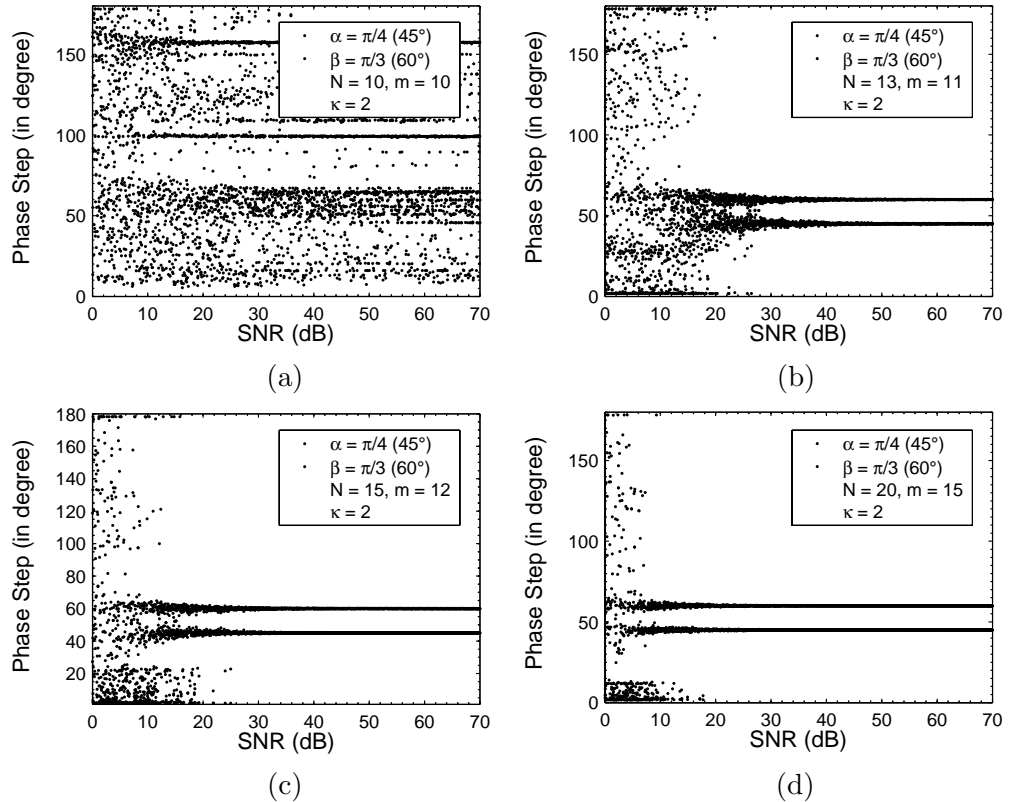 Phase Step (in degree)
150
100
50
0
α = π/4 (45°)
β = π/3 (60°)
N = 10, m = 10
κ = 2
0 10 20 30 40 50 60 70
SNR (dB)
(a)
Phase Step (in degree)
150
100
50
0
α = π/4 (45°)
β = π/3 (60°)
N = 13, m = 11
κ = 2
0 10 20 30 40 50 60 70
SNR (dB)
(b)
Phase Step (in degree)
180
160
140
120
100
80
60
40
20
α = π/4 (45°)
β = π/3 (60°)
N = 15, m = 12
κ = 2
0 10 20 30 40 50 60 70
SNR (dB)
(c)
Phase Step (in degree)
150
100
50
0
α = π/4 (45°)
β = π/3 (60°)
N = 20, m = 15
κ = 2
0 10 20 30 40 50 60 70
SNR (dB)
(d)